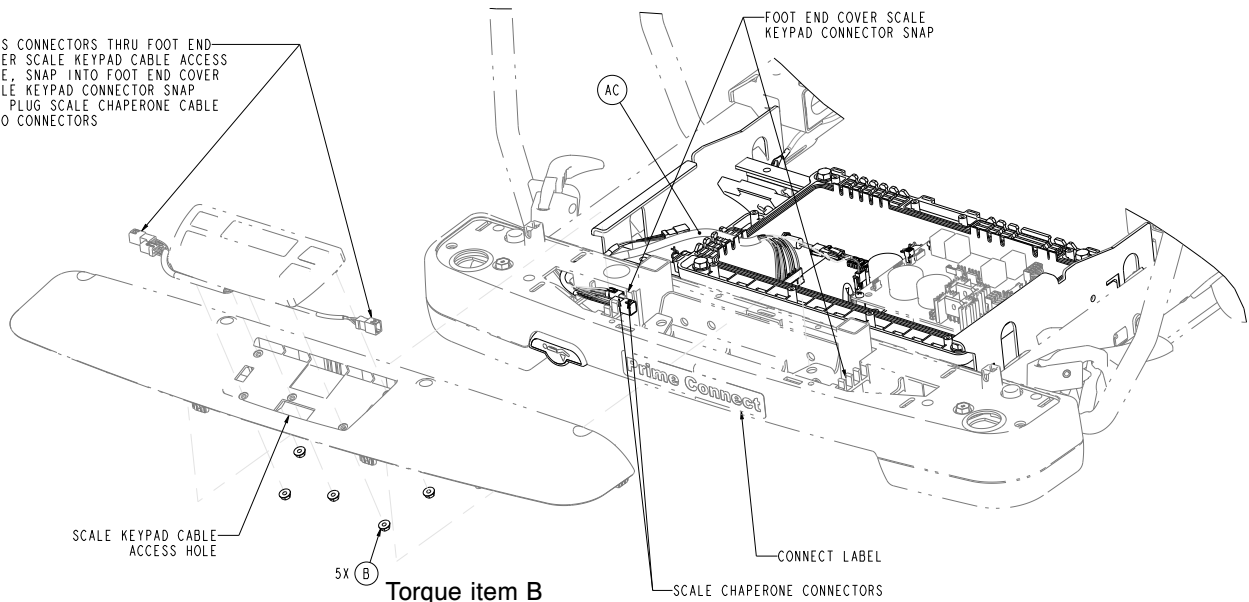 S CONNECTORS THRU FOOT END
ER SCALE KEYPAD CABLE ACCESS
E, SNAP INTO FOOT END COVER
LE KEYPAD CONNECTOR SNAP
PLUG SCALE CHAPERONE CABLE
O CONNECTORS
FOOT END COVER SCALE
KEYPAD CONNECTOR SNAP
AC
Prime Connect
SCALE KEYPAD CABLE
ACCESS HOLE
5X B
Torque item B
CONNECT LABEL
SCALE CHAPERONE CONNECTORS